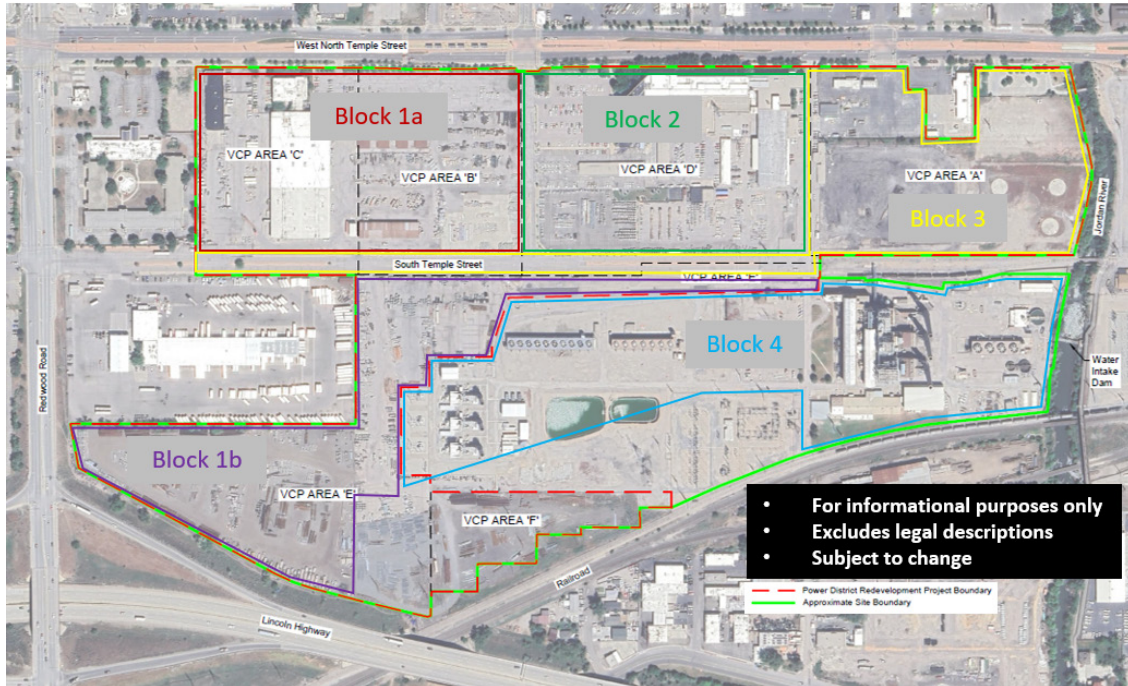 West North Temple Street
Block 1a
Block 2
VCP AREA 'C'
VCP AREA 'B'
VCP AREA 'D'
VCP AREA 'A'
Block 3
Jordan River
South Temple Street
VCP AREA 'E'
Redwood Road
Block 4
Water
Intake
Dam
Block 1b
VCP AREA 'E'
VCP AREA 'F'
• For informational purposes only
• Excludes legal descriptions
• Subject to change
Railroad
Power District Redevelopment Project Boundary
Approximate Site Boundary
Lincoln Highway